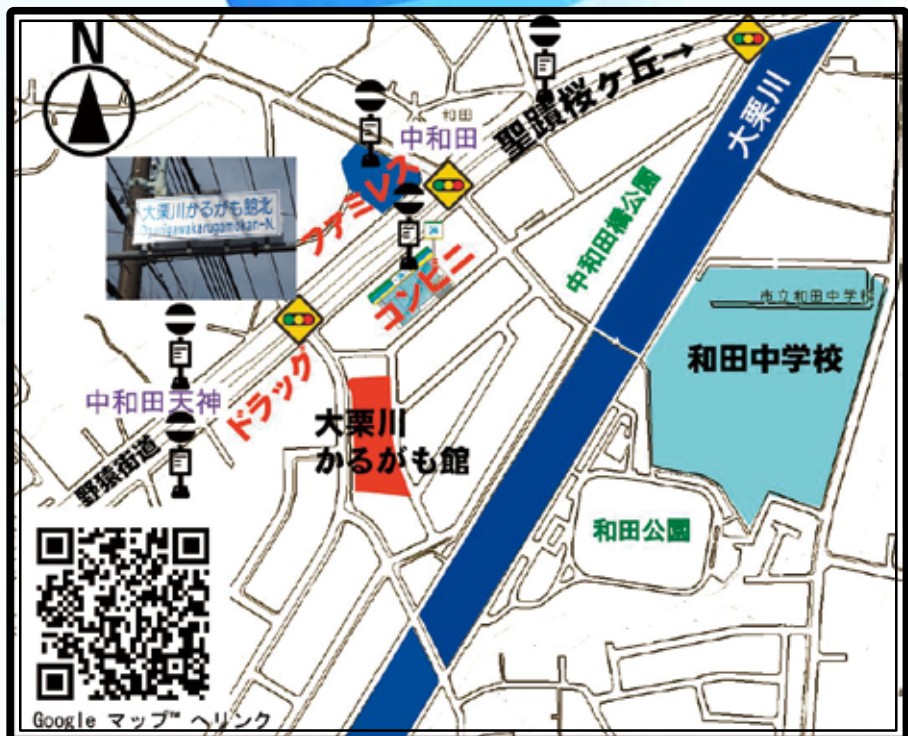 N
聖蹟桜ヶ丘→
大栗川
和田
中和田
ファミレス
大栗川かるがも館北
Ogurigawakarugamokan-N.
コンビニ
中和田橋公園
市立和田中学校
和田中学校
中和田天神
ドラッグ
大栗川
かるがも館
野猿街道
和田公園
Google マップ™ へリンク